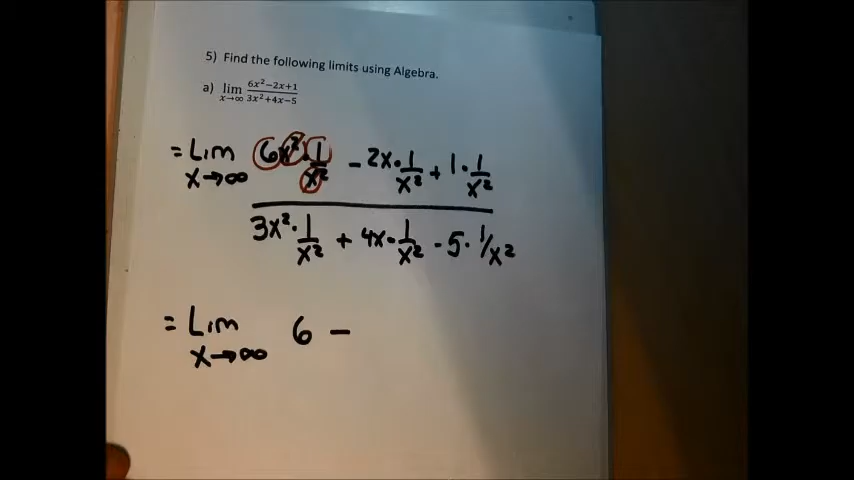 5) Find the following limits using Algebra.
a) lim x→∞ (6x²−2x+1)/(3x²+4x−5)
= Lim x→∞ 6x²·1/x² − 2x·1/x² + 1·1/x²
3x²·1/x² + 4x·1/x² - 5·1/x²
= Lim x→∞ 6 −